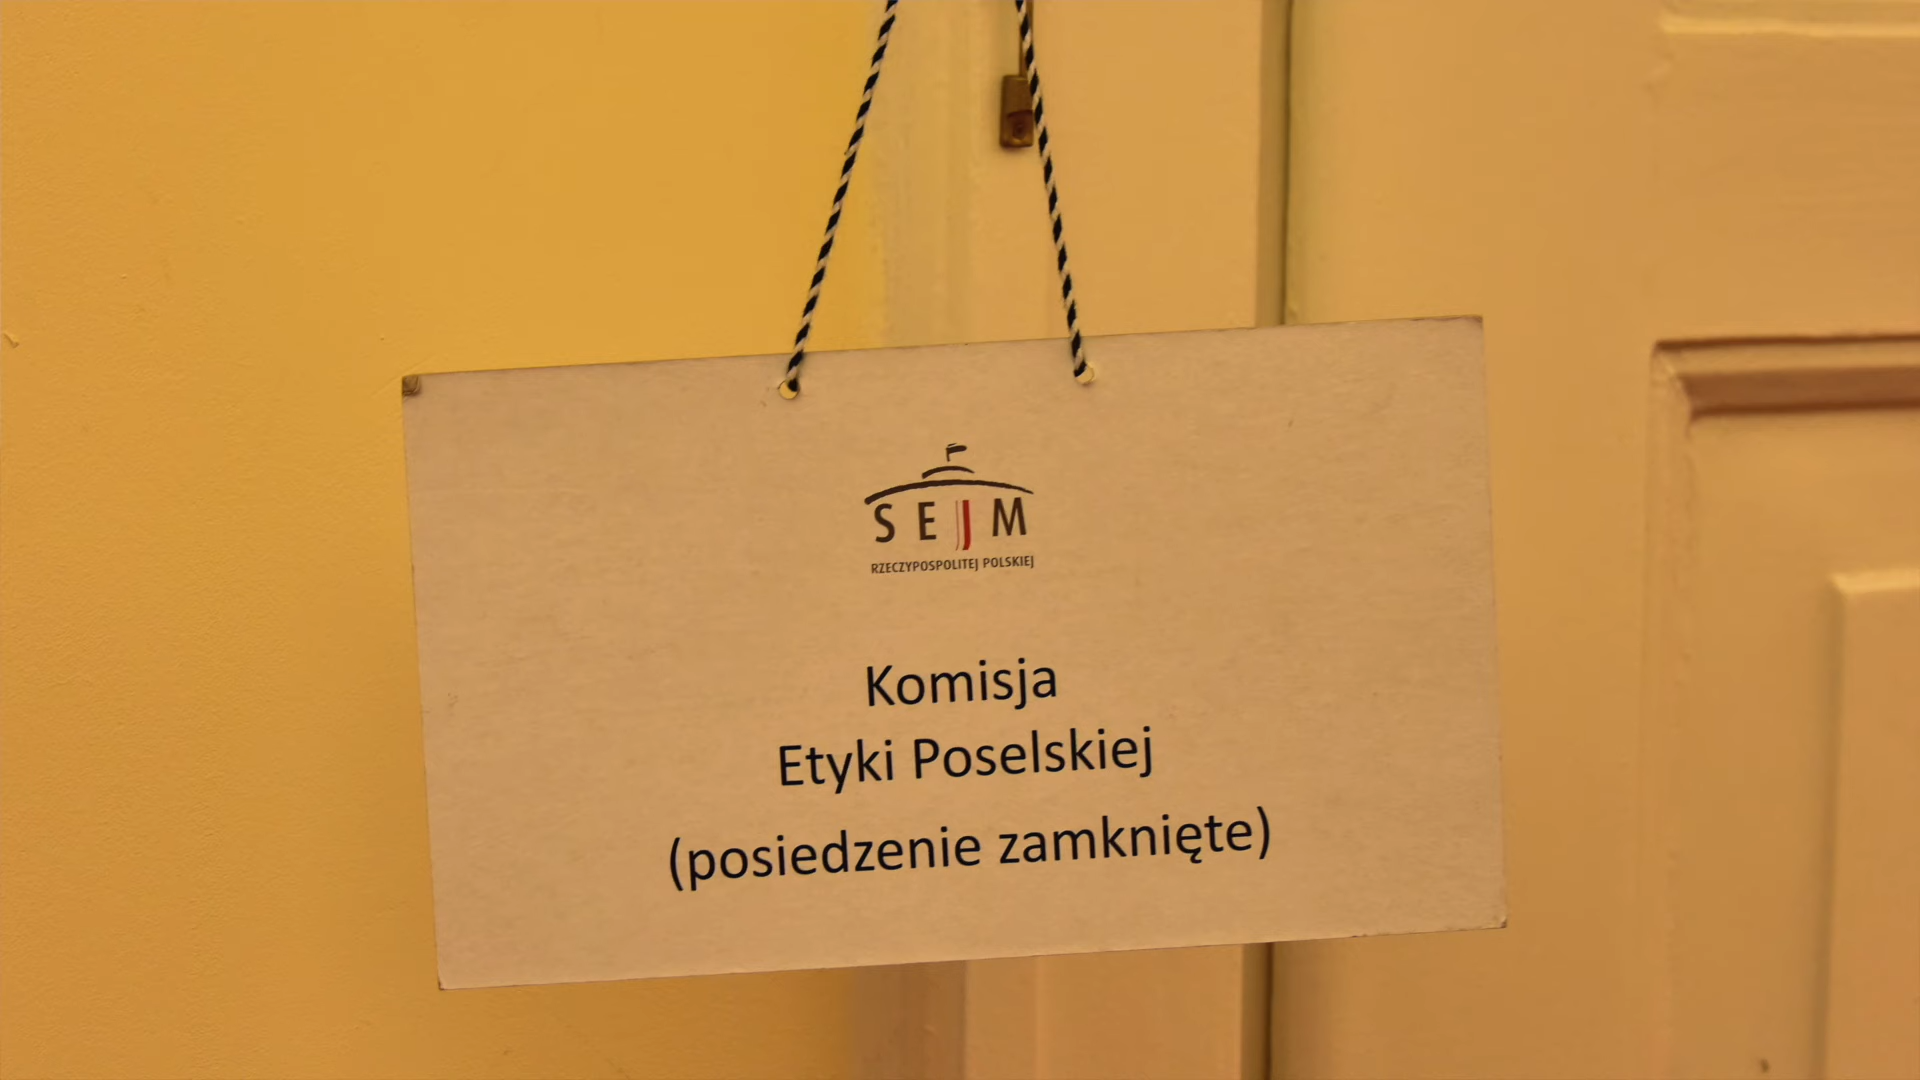 SEJM
RZECZYPOSPOLITEJ POLSKIEJ
Komisja
Etyki Poselskiej
(posiedzenie zamknięte)